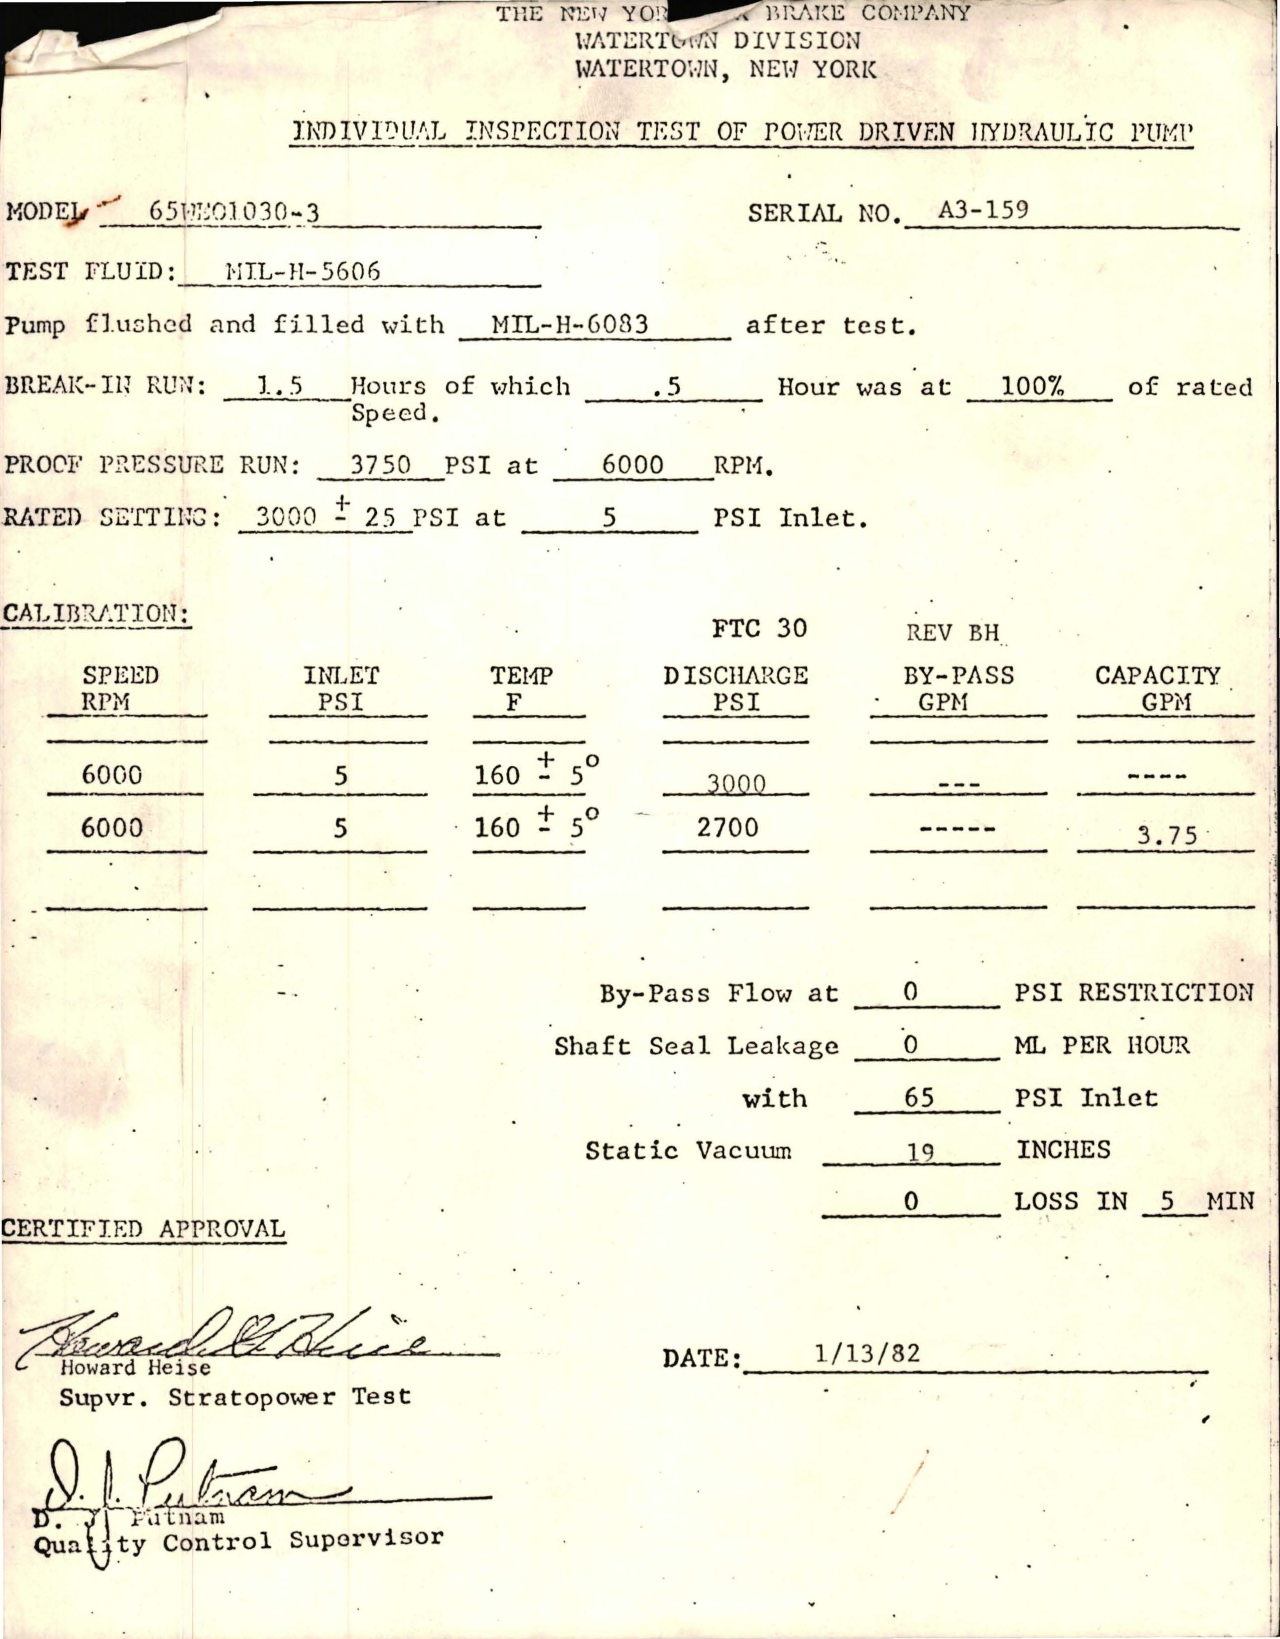 THE NEW YOR BRAKE COMPANY
WATERTOWN DIVISION
WATERTOWN, NEW YORK
INDIVIDUAL INSPECTION TEST OF POWER DRIVEN HYDRAULIC PUMP
MODEL 65WE01030-3 SERIAL NO. A3-159
TEST FLUID: MIL-H-5606
Pump flushed and filled with MIL-H-6083 after test.
BREAK-IN RUN: 1.5 Hours of which .5 Hour was at 100% of rated
Speed.
PROOF PRESSURE RUN: 3750 PSI at 6000 RPM.
RATED SETTING: 3000 ± 25 PSI at 5 PSI Inlet.
CALIBRATION:
FTC 30 REV BH
SPEED INLET TEMP DISCHARGE BY-PASS CAPACITY
RPM PSI F PSI GPM GPM
6000 5 160 ± 5° 3000 --- ----
6000 5 160 ± 5° 2700 ----- 3.75
By-Pass Flow at 0 PSI RESTRICTION
Shaft Seal Leakage 0 ML PER HOUR
with 65 PSI Inlet
Static Vacuum 19 INCHES
0 LOSS IN 5 MIN
CERTIFIED APPROVAL
Howard H. Heise
Howard Heise
Supvr. Stratopower Test
DATE: 1/13/82
D. J. Putnam
D. J. Putnam
Quality Control Supervisor